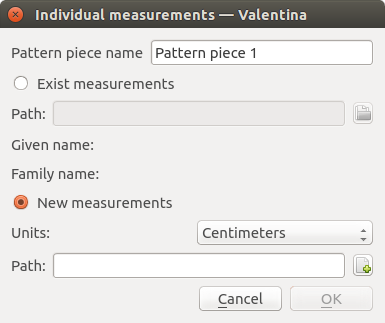 Individual measurements — Valentina
Pattern piece name Pattern piece 1
Exist measurements
Path:
Given name:
Family name:
New measurements
Units: Centimeters
Path:
Cancel OK